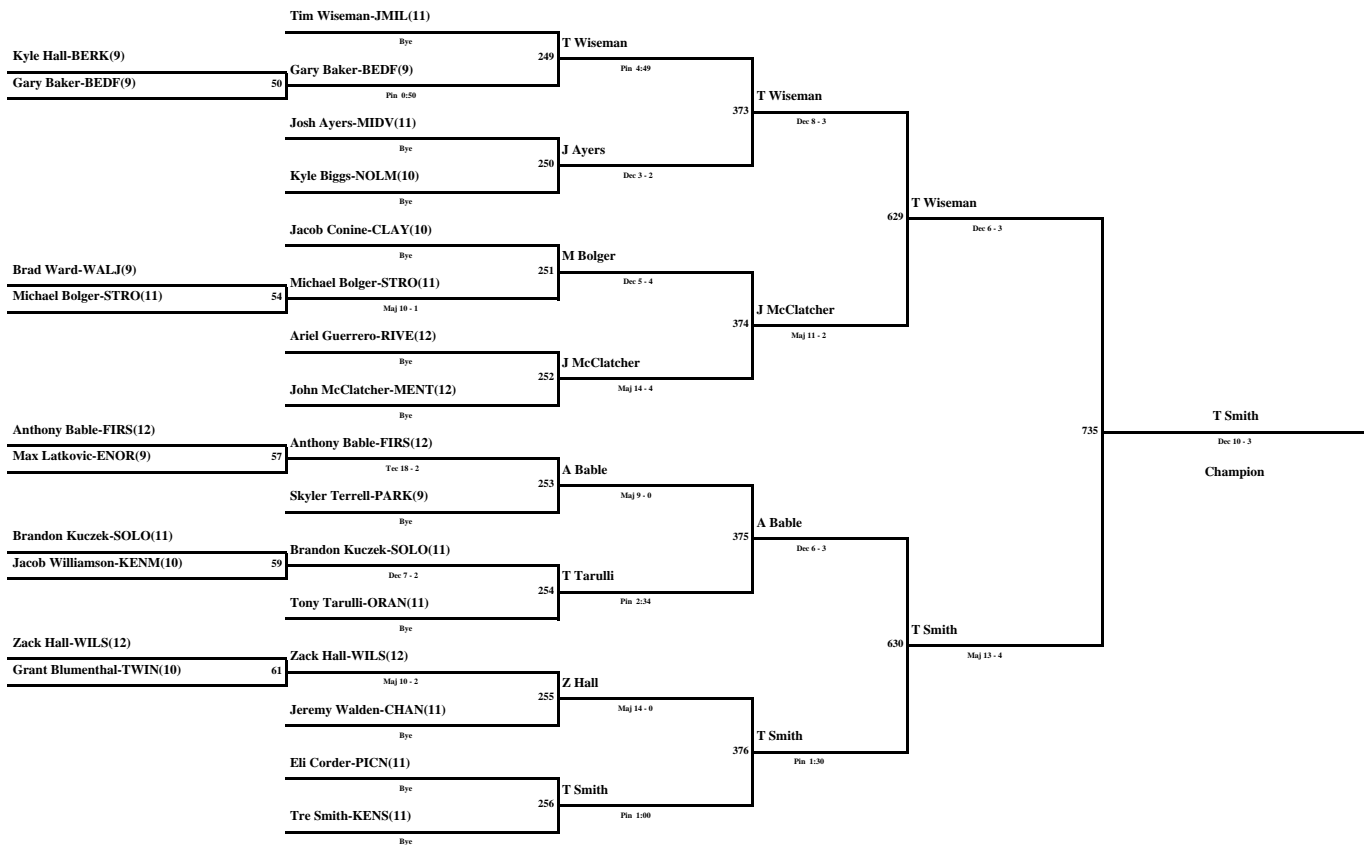 Tim Wiseman-JMIL(11)
Bye
T Wiseman
Kyle Hall-BERK(9)
249
Pin 4:49
Gary Baker-BEDF(9)
Gary Baker-BEDF(9)
50
Pin 0:50
T Wiseman
373
Dec 8 - 3
Josh Ayers-MIDV(11)
Bye
J Ayers
250
Dec 3 - 2
Kyle Biggs-NOLM(10)
Bye
T Wiseman
629
Dec 6 - 3
Jacob Conine-CLAY(10)
Bye
M Bolger
Brad Ward-WALJ(9)
251
Dec 5 - 4
Michael Bolger-STRO(11)
Michael Bolger-STRO(11)
54
Maj 10 - 1
J McClatcher
374
Maj 11 - 2
Ariel Guerrero-RIVE(12)
Bye
J McClatcher
252
Maj 14 - 4
John McClatcher-MENT(12)
Bye
T Smith
735
Dec 10 - 3
Champion
Anthony Bable-FIRS(12)
Anthony Bable-FIRS(12)
Max Latkovic-ENOR(9)
57
Tec 18 - 2
A Bable
253
Maj 9 - 0
Skyler Terrell-PARK(9)
Bye
A Bable
375
Dec 6 - 3
Brandon Kuczek-SOLO(11)
Brandon Kuczek-SOLO(11)
Jacob Williamson-KENM(10)
59
Dec 7 - 2
T Tarulli
254
Pin 2:34
Tony Tarulli-ORAN(11)
Bye
T Smith
630
Maj 13 - 4
Zack Hall-WILS(12)
Zack Hall-WILS(12)
Grant Blumenthal-TWIN(10)
61
Maj 10 - 2
Z Hall
255
Maj 14 - 0
Jeremy Walden-CHAN(11)
Bye
T Smith
376
Pin 1:30
Eli Corder-PICN(11)
Bye
T Smith
256
Pin 1:00
Tre Smith-KENS(11)
Bye